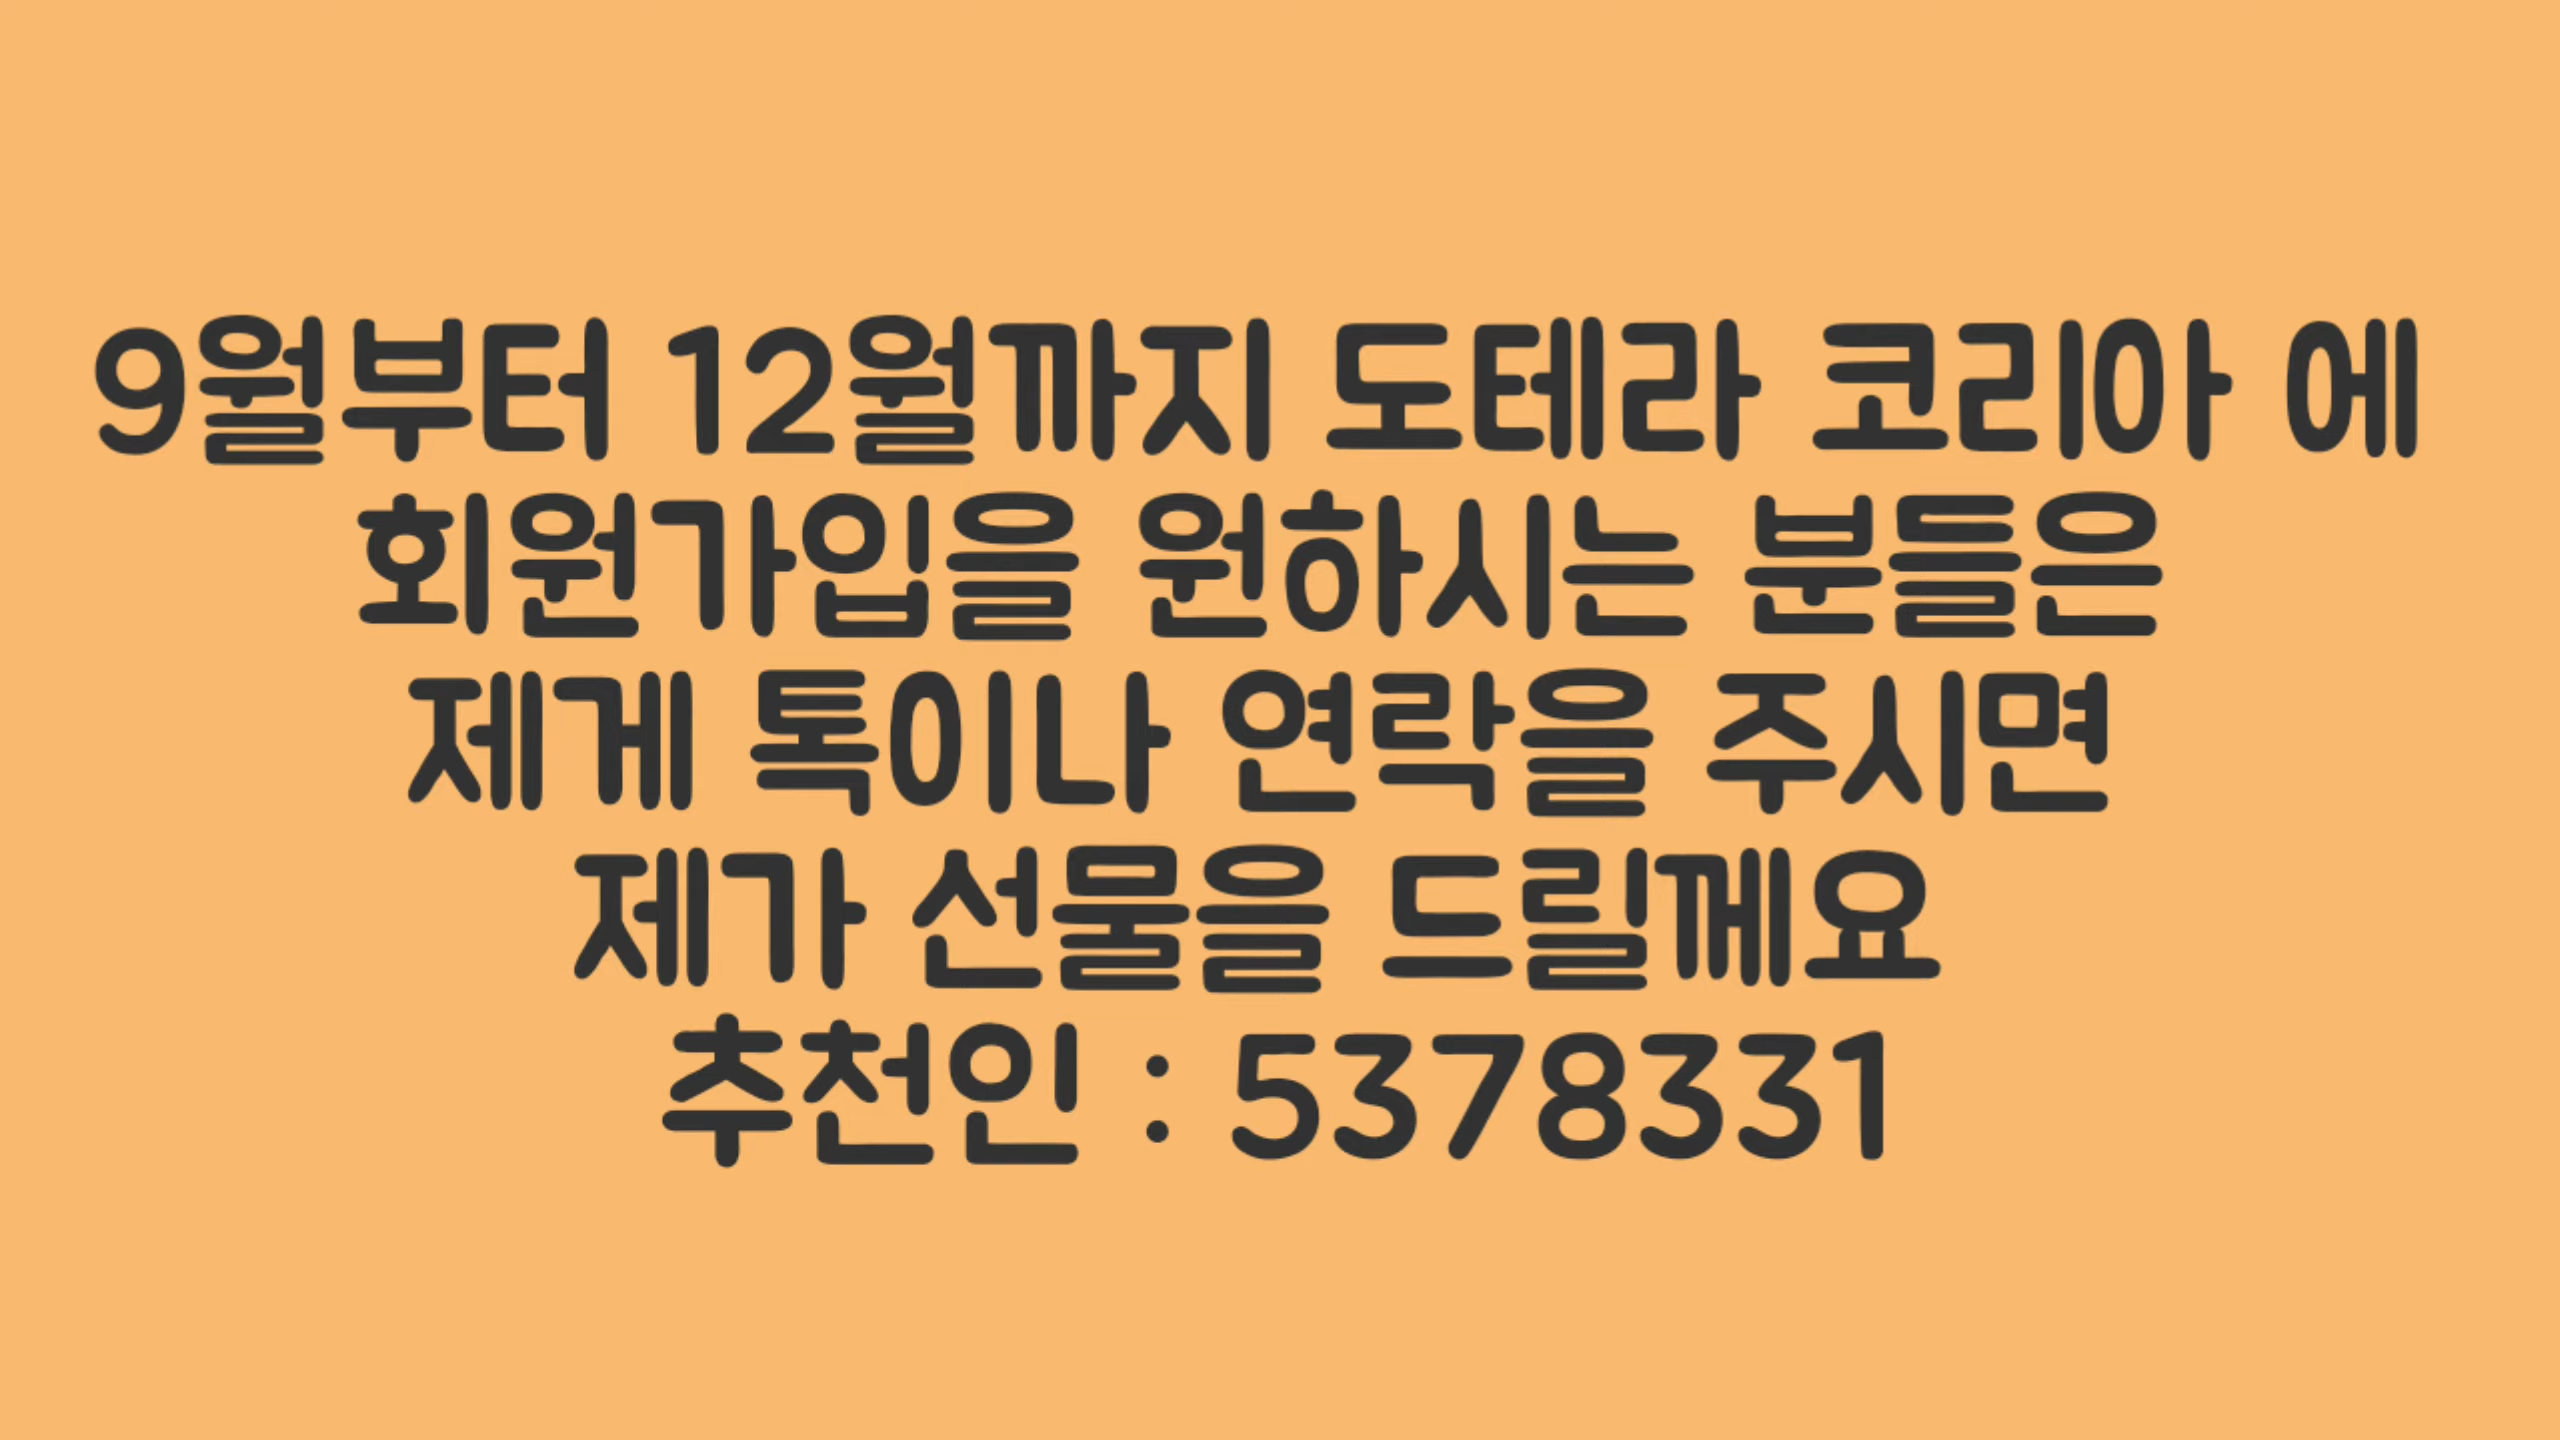 9월부터 12월까지 도테라 코리아 에
회원가입을 원하시는 분들은
제게 톡이나 연락을 주시면
제가 선물을 드릴께요
추천인 : 5378331